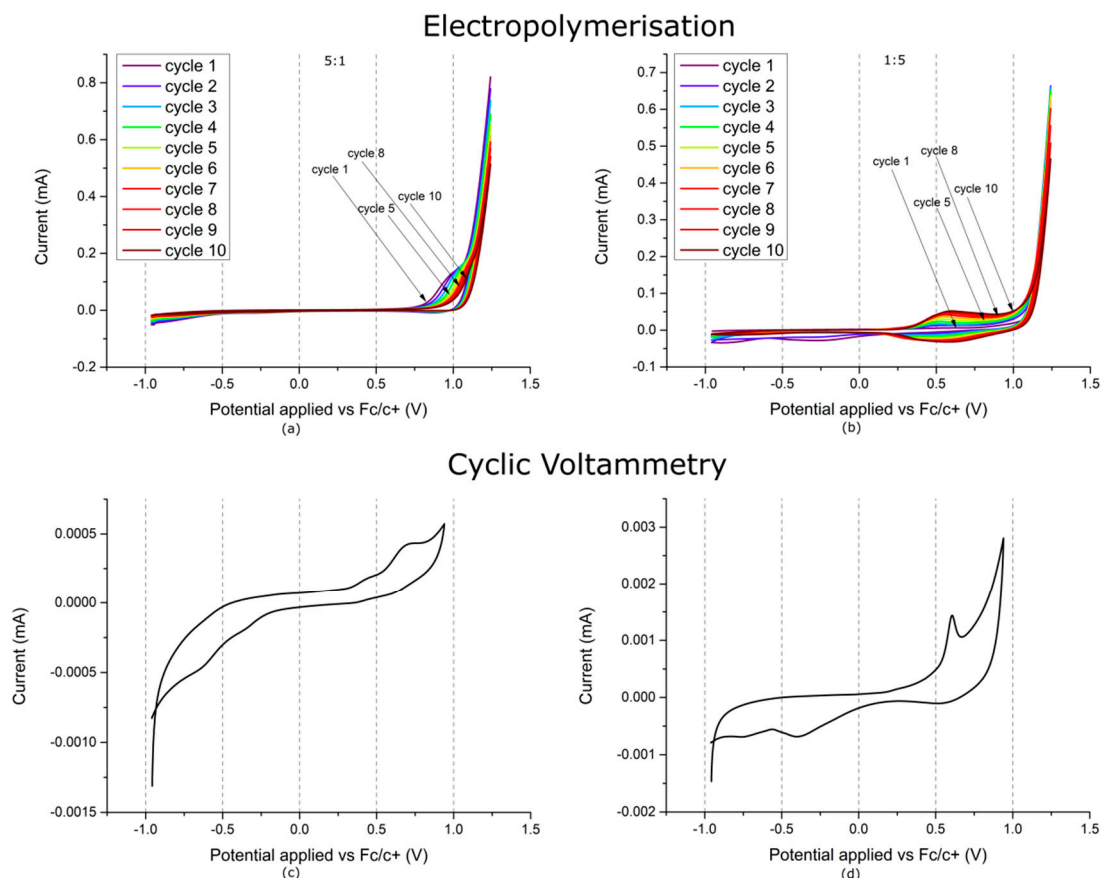 Electropolymerisation
cycle 1
cycle 2
cycle 3
cycle 4
cycle 5
cycle 6
cycle 7
cycle 8
cycle 9
cycle 10
5:1
cycle 1
cycle 8
cycle 5
cycle 10
0.8
0.6
0.4
0.2
0.0
-0.2
Current (mA)
-1.0 -0.5 0.0 0.5 1.0 1.5
Potential applied vs Fc/c+ (V)
(a)
cycle 1
cycle 2
cycle 3
cycle 4
cycle 5
cycle 6
cycle 7
cycle 8
cycle 9
cycle 10
1:5
cycle 1
cycle 8
cycle 5
cycle 10
0.7
0.6
0.5
0.4
0.3
0.2
0.1
0.0
-0.1
Current (mA)
-1.0 -0.5 0.0 0.5 1.0 1.5
Potential applied vs Fc/c+ (V)
(b)
Cyclic Voltammetry
0.0005
0.0000
-0.0005
-0.0010
-0.0015
Current (mA)
-1.0 -0.5 0.0 0.5 1.0 1.5
Potential applied vs Fc/c+ (V)
(c)
0.003
0.002
0.001
0.000
-0.001
-0.002
Current (mA)
-1.0 -0.5 0.0 0.5 1.0 1.5
Potential applied vs Fc/c+ (V)
(d)